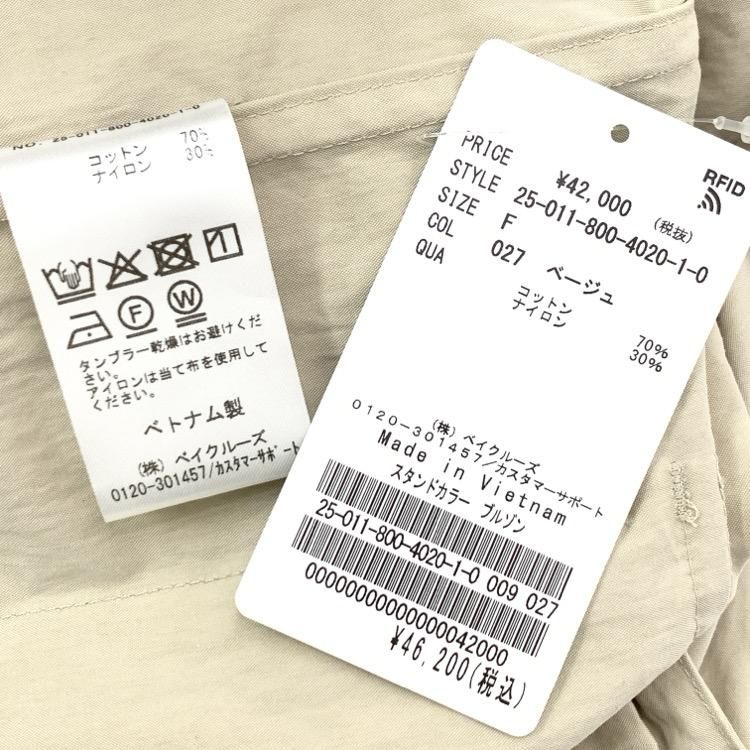 NO. 25-011-800-4020-1-0
コットン 70%
ナイロン 30%
F W
タンブラー乾燥はお避けくだ
さい。
アイロンは当て布を使用して
ください。
ベトナム製
(株) ベイクルーズ
0120-301457/カスタマーサポート
RFID
PRICE ¥42,000 (税抜)
STYLE 25-011-800-4020-1-0
SIZE F
COL 027 ベージュ
QUA コットン 70%
ナイロン 30%
(株) ベイクルーズ
0120-301457/カスタマーサポート
Made in Vietnam
スタンドカラー ブルゾン
25-011-800-4020-1-0 009 027
0000000000000042000
¥46,200(税込)